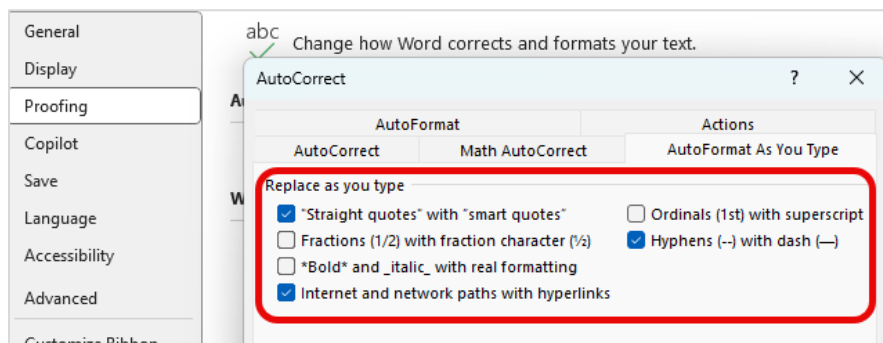 General
Display
Proofing
Copilot
Save
Language
Accessibility
Advanced
abc
Change how Word corrects and formats your text.
AutoCorrect ? ×
AutoFormat Actions
AutoCorrect Math AutoCorrect AutoFormat As You Type
Replace as you type
"Straight quotes" with “smart quotes”
Ordinals (1st) with superscript
Fractions (1/2) with fraction character (½)
Hyphens (--) with dash (—)
*Bold* and _italic_ with real formatting
Internet and network paths with hyperlinks